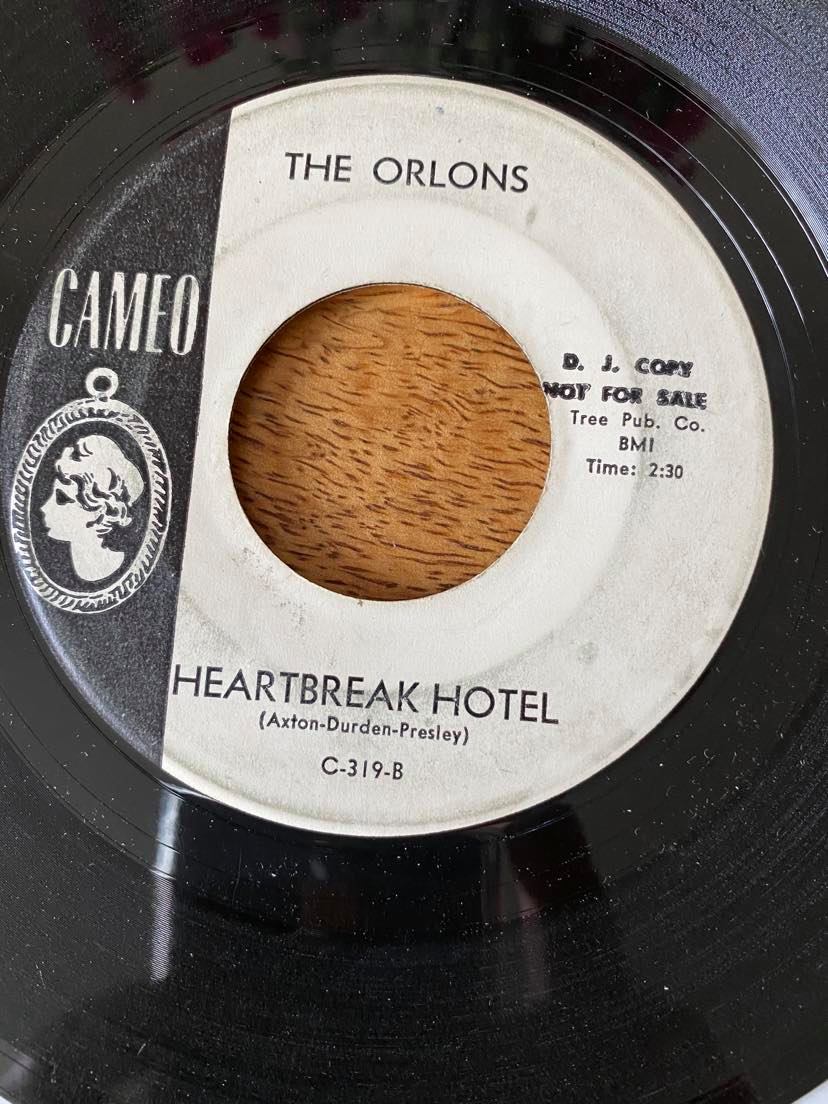 THE ORLONS
CAMEO
D. J. COPY
NOT FOR SALE
Tree Pub. Co.
BMI
Time: 2:30
HEARTBREAK HOTEL
(Axton-Durden-Presley)
C-319-B